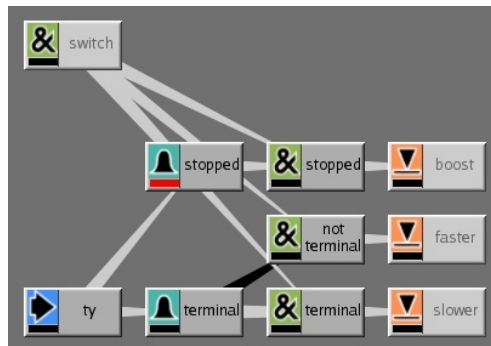 switch
stopped
stopped
boost
not
terminal
faster
ty
terminal
terminal
slower